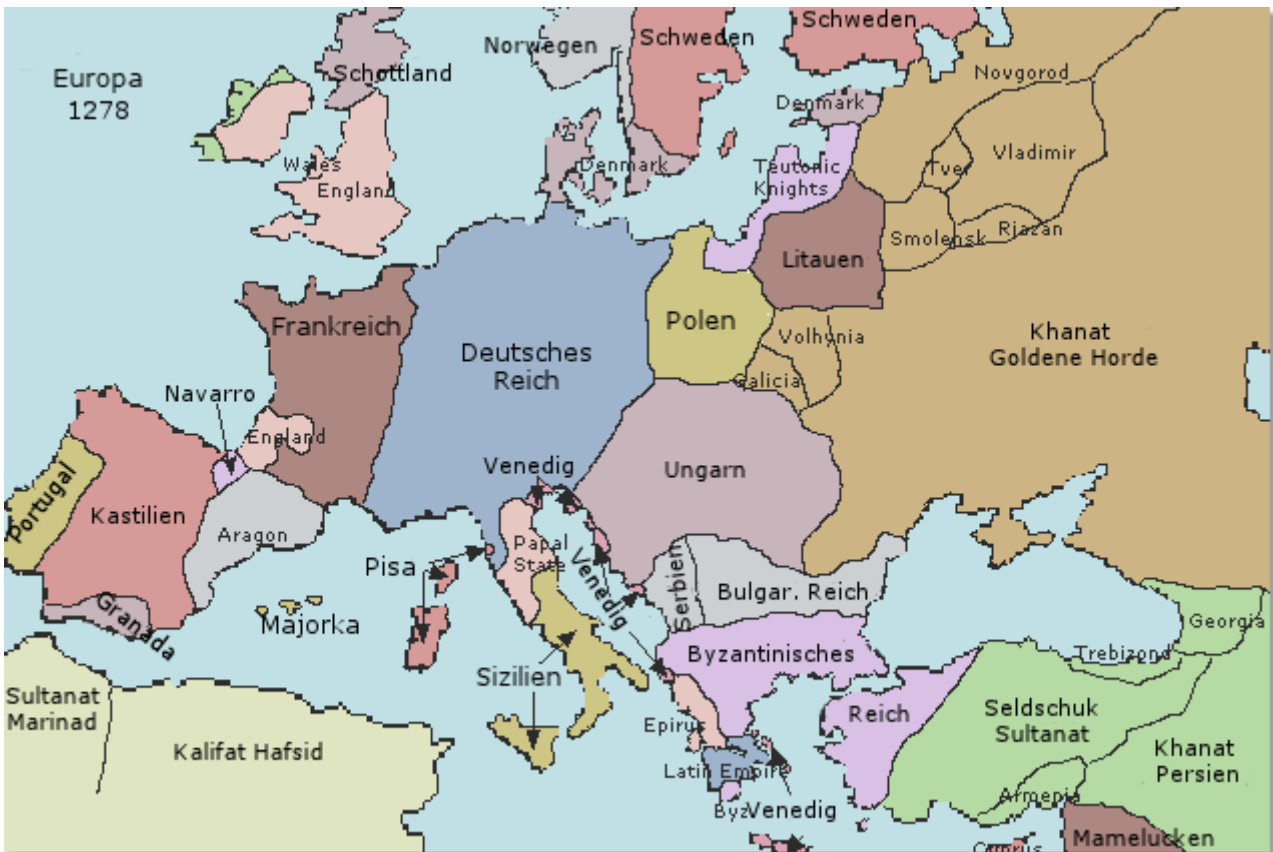 Europa
1278
Norwegen
Schweden
Schweden
Schottland
Novgorod
Denmark
Denmark
Wales
England
Teutonic
Knights
Tver
Vladimir
Smolensk
Rjazan
Litauen
Frankreich
Polen
Volhynia
Khanat
Goldene Horde
Deutsches
Reich
Galicia
Navarro
England
Venedig
Ungarn
Portugal
Kastilien
Aragon
Papal
State
Pisa
Venedig
Serbien
Bulgar. Reich
Granada
Majorka
Georgia
Trebizond
Byzantinisches
Reich
Sizilien
Sultanat
Marinad
Kalifat Hafsid
Epirus
Seldschuk
Sultanat
Khanat
Persien
Latin Empire
Armenia
Byz
Venedig
Mamelucken
Cyprus